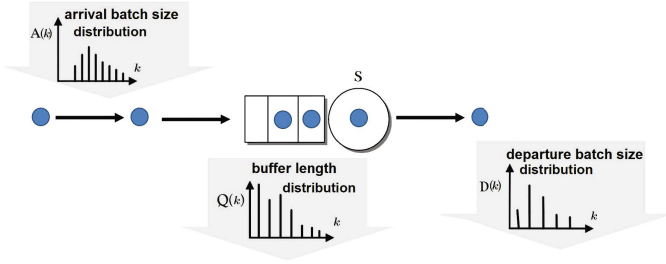 arrival batch size
distribution
A(k)
k
S
buffer length
distribution
Q(k)
k
departure batch size
distribution
D(k)
k